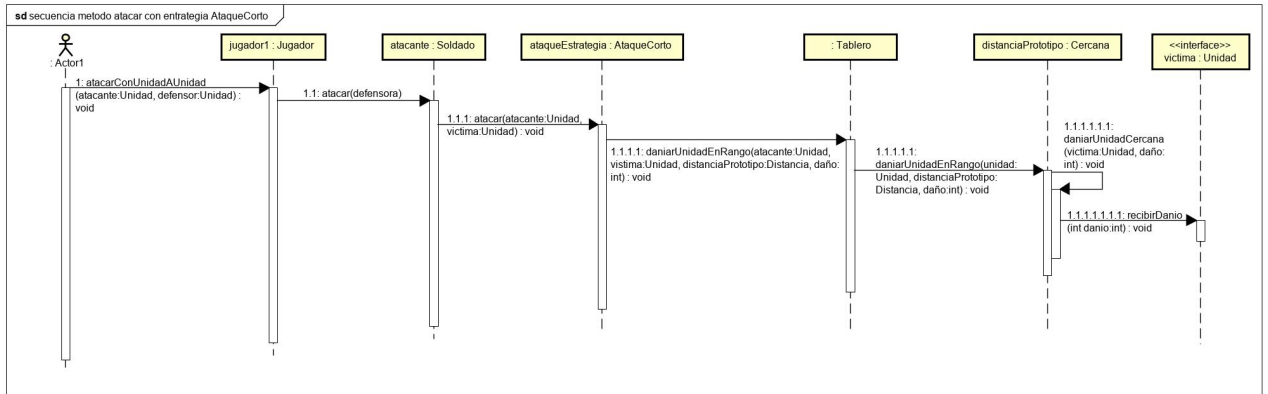 sd secuencia metodo atacar con entrategia AtaqueCorto
: Actor1
jugador1 : Jugador
atacante : Soldado
ataqueEstrategia : AtaqueCorto
: Tablero
distanciaPrototipo : Cercana
<<interface>>
victima : Unidad
1: atacarConUnidadAUnidad
(atacante:Unidad, defensor:Unidad) :
void
1.1: atacar(defensora)
1.1.1: atacar(atacante:Unidad,
victima:Unidad) : void
1.1.1.1: daniarUnidadEnRango(atacante:Unidad,
vistima:Unidad, distanciaPrototipo:Distancia, daño:
int) : void
1.1.1.1.1:
daniarUnidadEnRango(unidad:
Unidad, distanciaPrototipo:
Distancia, daño:int) : void
1.1.1.1.1.1:
daniarUnidadCercana
(victima:Unidad, daño:
int) : void
1.1.1.1.1.1.1: recibirDanio
(int danio:int) : void